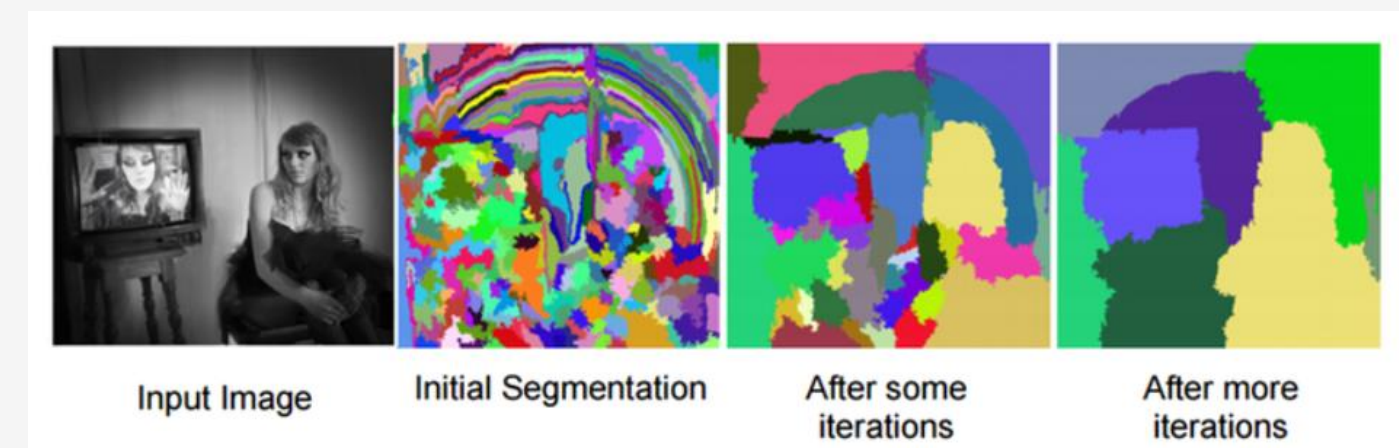 Input Image
Initial Segmentation
After some
iterations
After more
iterations